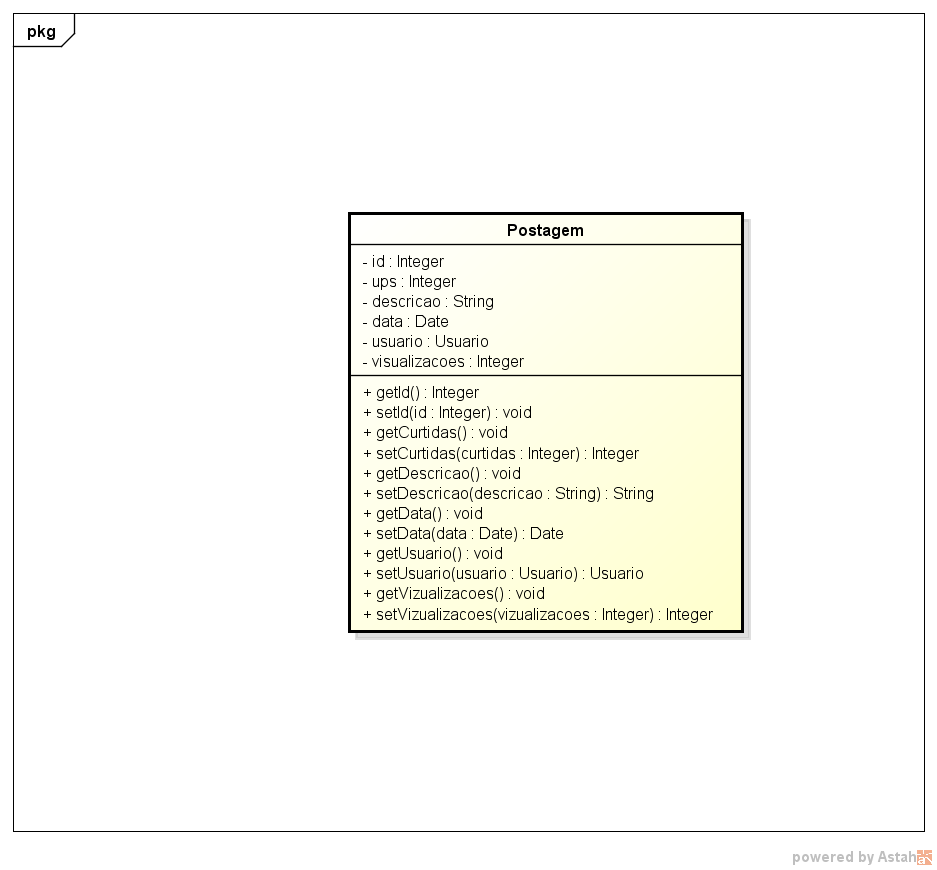 pkg
Postagem
- id : Integer
- ups : Integer
- descricao : String
- data : Date
- usuario : Usuario
- visualizacoes : Integer
+ getId() : Integer
+ setId(id : Integer) : void
+ getCurtidas() : void
+ setCurtidas(curtidas : Integer) : Integer
+ getDescricao() : void
+ setDescricao(descricao : String) : String
+ getData() : void
+ setData(data : Date) : Date
+ getUsuario() : void
+ setUsuario(usuario : Usuario) : Usuario
+ getVizualizacoes() : void
+ setVizualizacoes(vizualizacoes : Integer) : Integer
powered by Astah